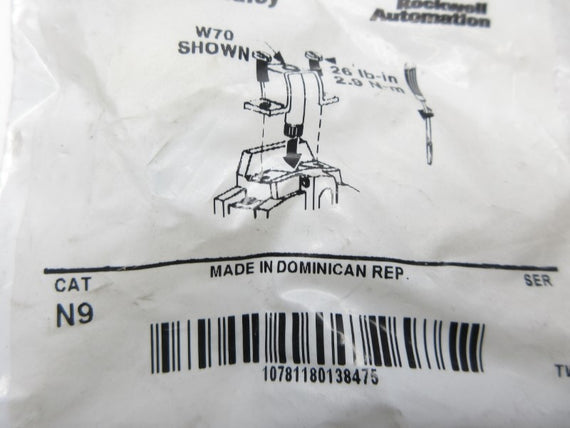 Rockwell
Automation
W70
SHOWN
26 lb-in
2.9 N-m
MADE IN DOMINICAN REP.
CAT
SER
N9
10781180138475